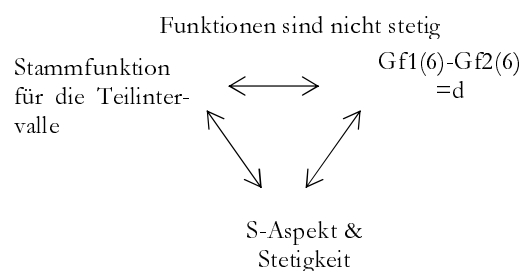 Funktionen sind nicht stetig
Stammfunktion
für die Teilinter-
valle
Gf1(6)-Gf2(6)
=d
S-Aspekt &
Stetigkeit